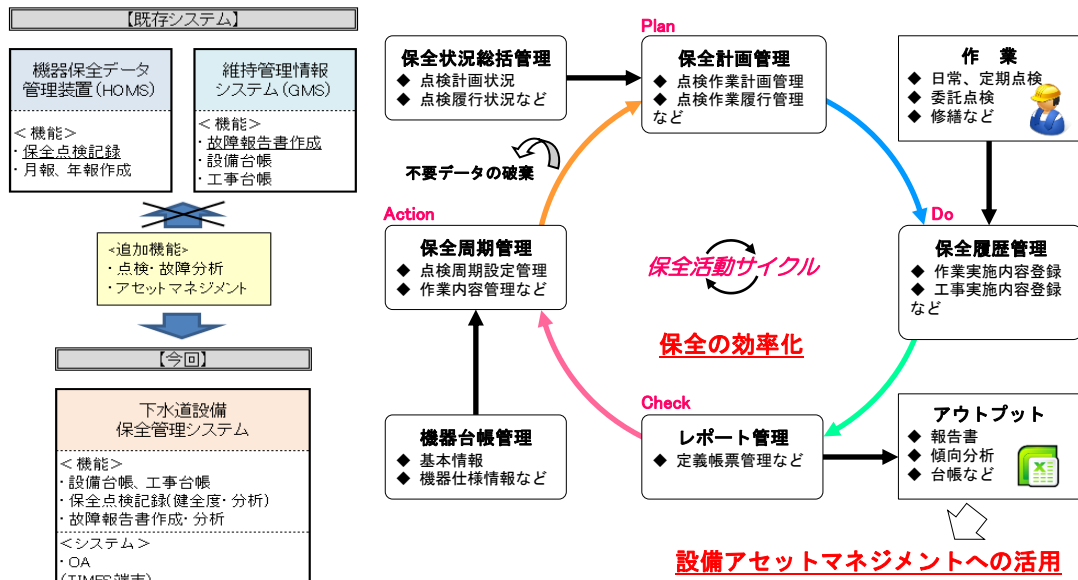 【既存システム】
機器保全データ
管理装置(HOMS)
＜機能＞
・保全点検記録
・月報、年報作成
維持管理情報
システム(GMS)
＜機能＞
・故障報告書作成
・設備台帳
・工事台帳
<追加機能>
・点検・故障分析
・アセットマネジメント
【今回】
下水道設備
保全管理システム
＜機能＞
・設備台帳、工事台帳
・保全点検記録(健全度・分析)
・故障報告書作成・分析
＜システム＞
・OA
(TIMES端末)
保全状況総括管理
◆ 点検計画状況
◆ 点検履行状況など
Plan
保全計画管理
◆ 点検作業計画管理
◆ 点検作業履行管理
など
作　業
◆ 日常、定期点検
◆ 委託点検
◆ 修繕など
不要データの破棄
Action
保全周期管理
◆ 点検周期設定管理
◆ 作業内容管理など
保全活動サイクル
Do
保全履歴管理
◆ 作業実施内容登録
◆ 工事実施内容登録
など
保全の効率化
機器台帳管理
◆ 基本情報
◆ 機器仕様情報など
Check
レポート管理
◆ 定義帳票管理など
アウトプット
◆ 報告書
◆ 傾向分析
◆ 台帳など
設備アセットマネジメントへの活用